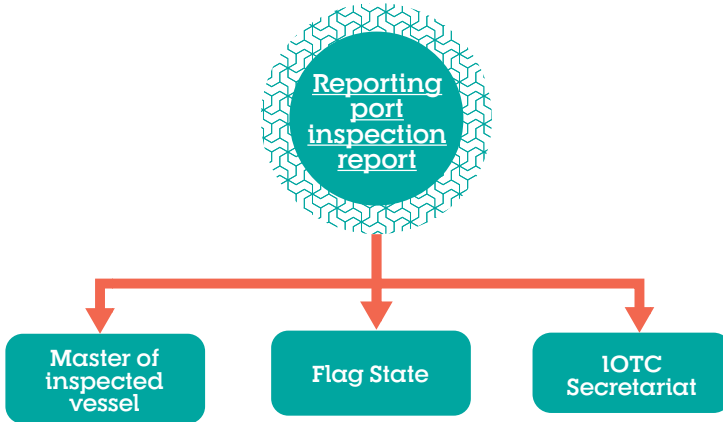 Reporting
port
inspection
report
Master of
inspected
vessel
Flag State
IOTC
Secretariat